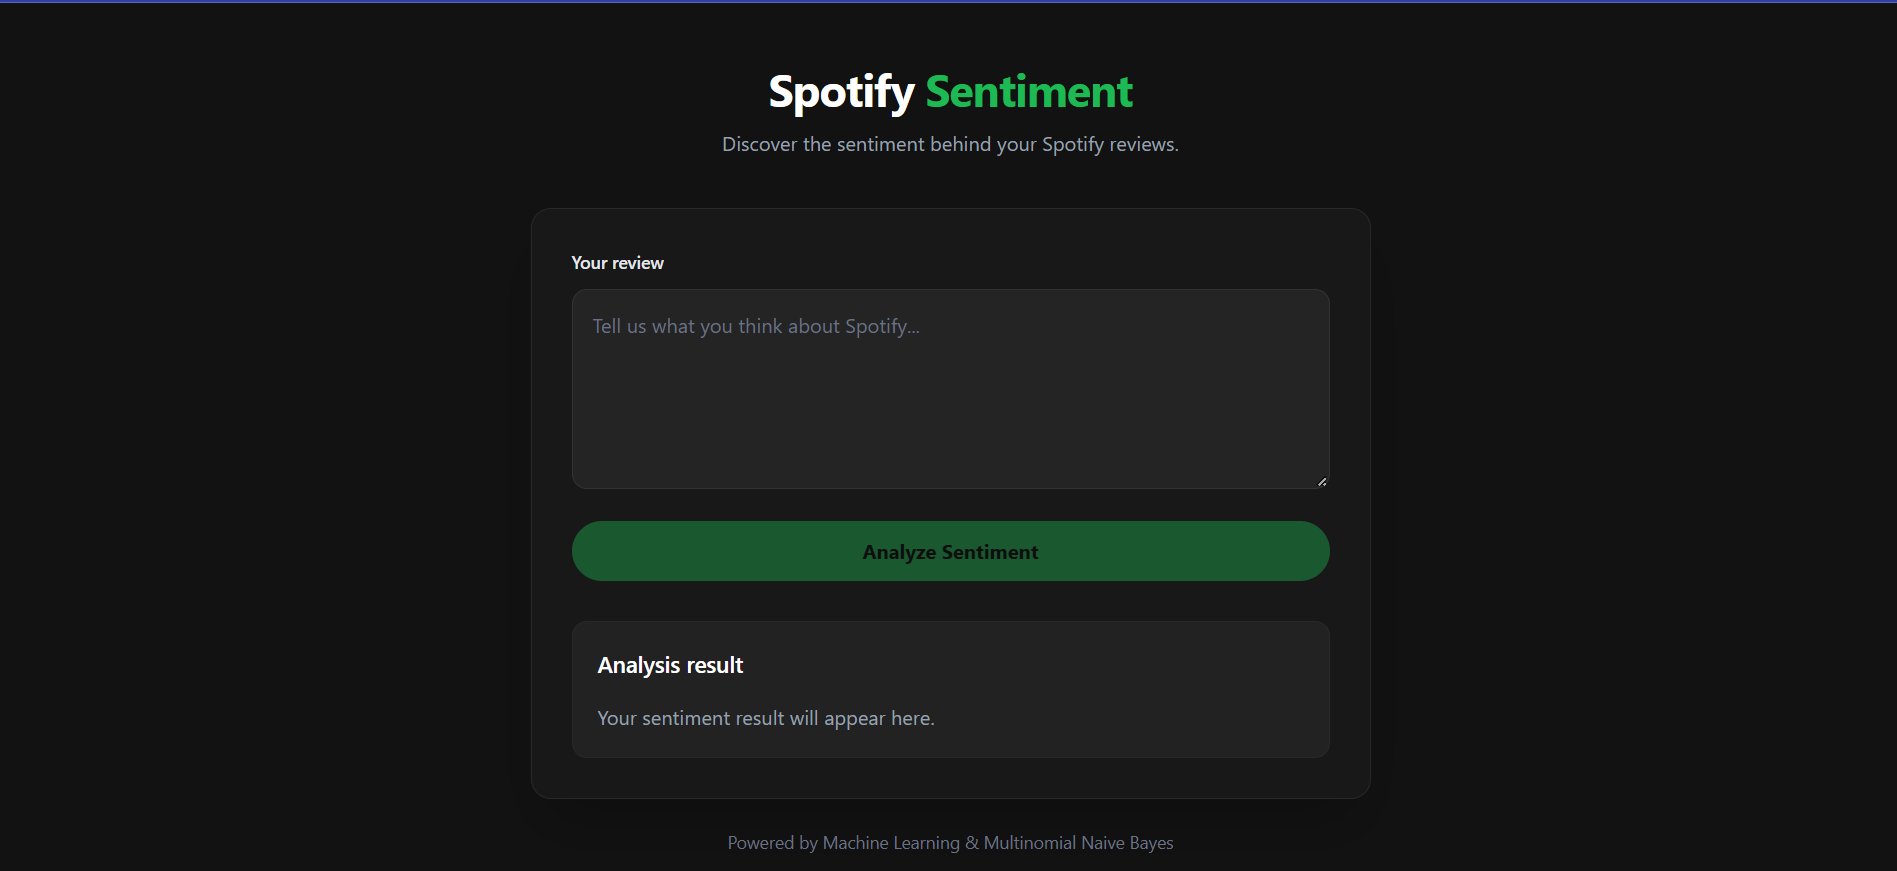 Spotify Sentiment
Discover the sentiment behind your Spotify reviews.
Your review
Tell us what you think about Spotify...
Analyze Sentiment
Analysis result
Your sentiment result will appear here.
Powered by Machine Learning & Multinomial Naive Bayes